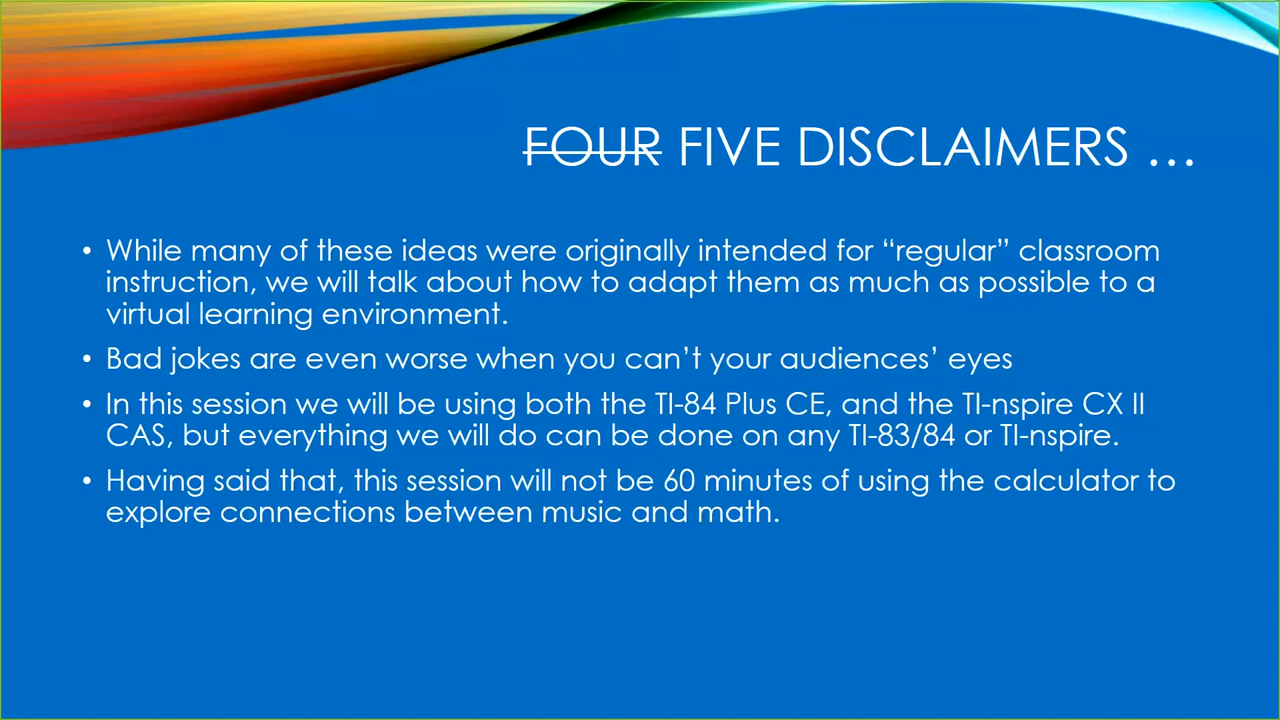 FOUR FIVE DISCLAIMERS …
• While many of these ideas were originally intended for “regular” classroom
instruction, we will talk about how to adapt them as much as possible to a
virtual learning environment.
• Bad jokes are even worse when you can’t your audiences’ eyes
• In this session we will be using both the TI-84 Plus CE, and the TI-nspire CX II
CAS, but everything we will do can be done on any TI-83/84 or TI-nspire.
• Having said that, this session will not be 60 minutes of using the calculator to
explore connections between music and math.